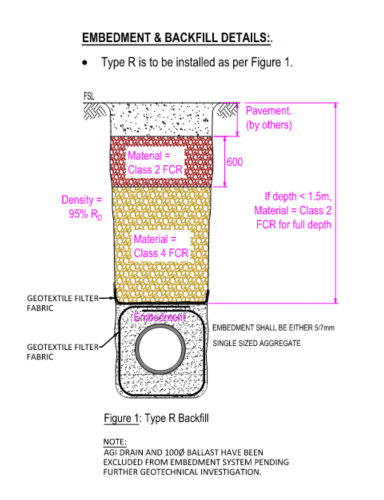 EMBEDMENT & BACKFILL DETAILS:.
• Type R is to be installed as per Figure 1.
FSL
Pavement.
(by others)
Material =
Class 2 FCR
600
Density =
95% RD
If depth < 1.5m,
Material = Class 2
FCR for full depth
Material =
Class 4 FCR
GEOTEXTILE FILTER
FABRIC
Embedment
EMBEDMENT SHALL BE EITHER 5/7mm
SINGLE SIZED AGGREGATE
GEOTEXTILE FILTER
FABRIC
Figure 1: Type R Backfill
NOTE:
AGI DRAIN AND 100Ø BALLAST HAVE BEEN
EXCLUDED FROM EMBEDMENT SYSTEM PENDING
FURTHER GEOTECHNICAL INVESTIGATION.